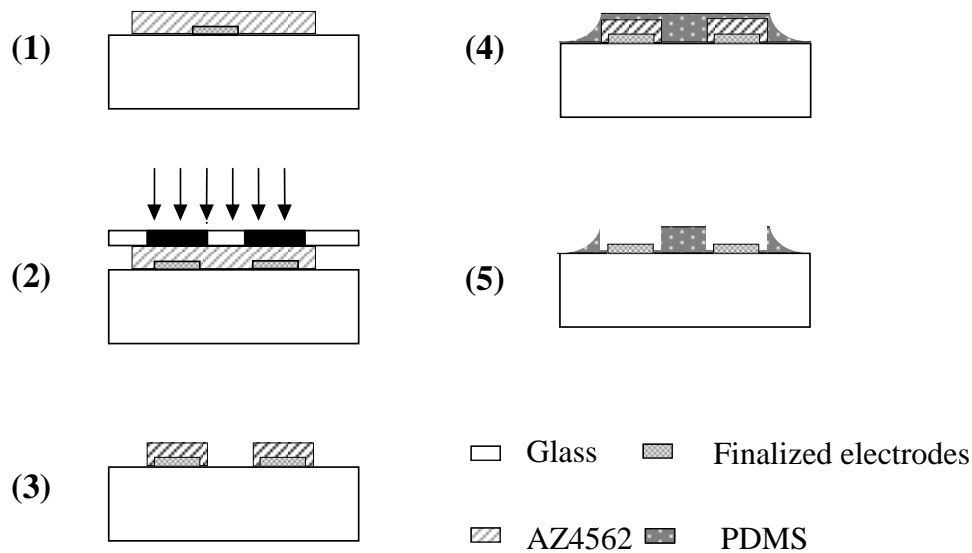 (1)
(4)
(2)
(5)
(3)
Glass
Finalized electrodes
AZ4562
PDMS